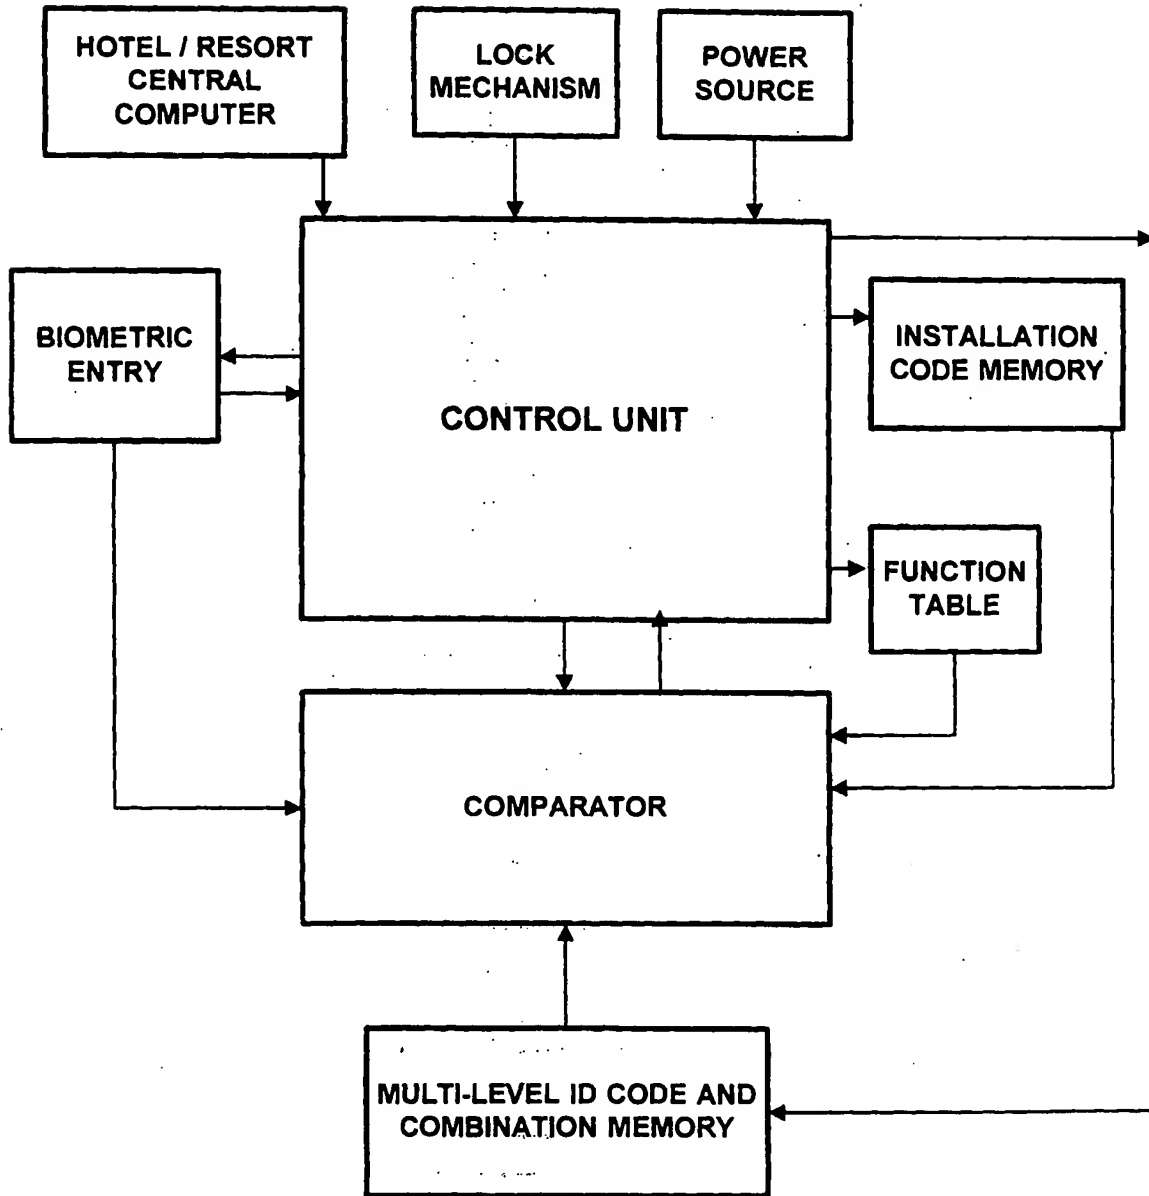 HOTEL / RESORT
CENTRAL
COMPUTER
LOCK
MECHANISM
POWER
SOURCE
BIOMETRIC
ENTRY
CONTROL UNIT
INSTALLATION
CODE MEMORY
FUNCTION
TABLE
COMPARATOR
MULTI-LEVEL ID CODE AND
COMBINATION MEMORY